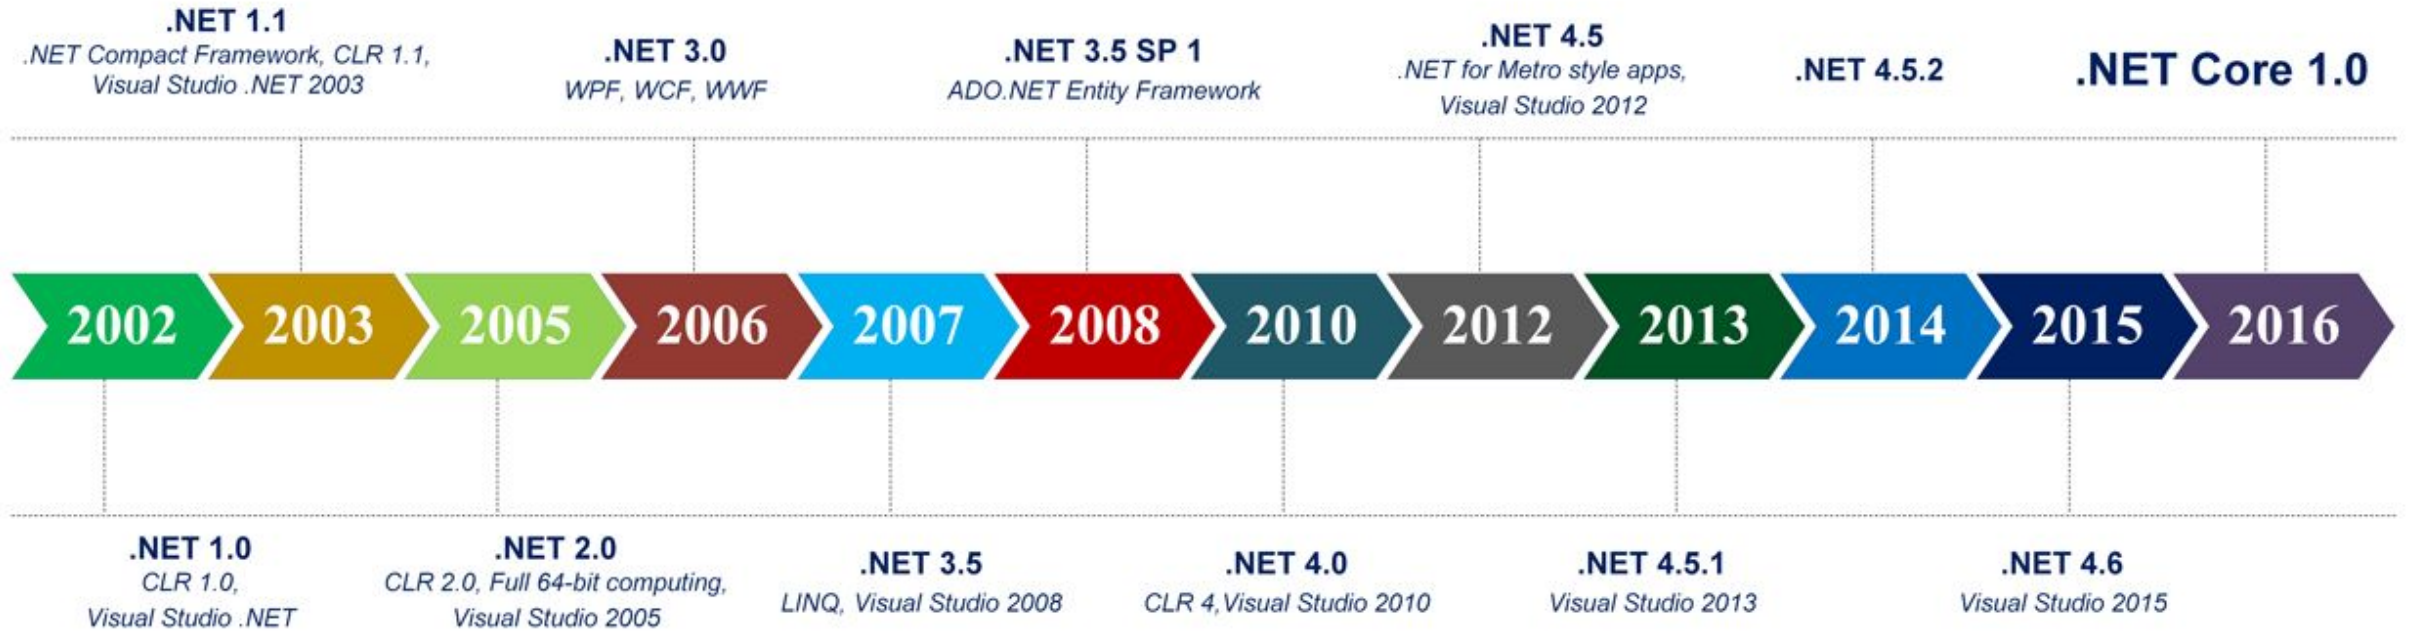 .NET 1.1
.NET Compact Framework, CLR 1.1,
Visual Studio .NET 2003
.NET 3.0
WPF, WCF, WWF
.NET 3.5 SP 1
ADO.NET Entity Framework
.NET 4.5
.NET for Metro style apps,
Visual Studio 2012
.NET 4.5.2
.NET Core 1.0
2002
2003
2005
2006
2007
2008
2010
2012
2013
2014
2015
2016
.NET 1.0
CLR 1.0,
Visual Studio .NET
.NET 2.0
CLR 2.0, Full 64-bit computing,
Visual Studio 2005
.NET 3.5
LINQ, Visual Studio 2008
.NET 4.0
CLR 4,Visual Studio 2010
.NET 4.5.1
Visual Studio 2013
.NET 4.6
Visual Studio 2015